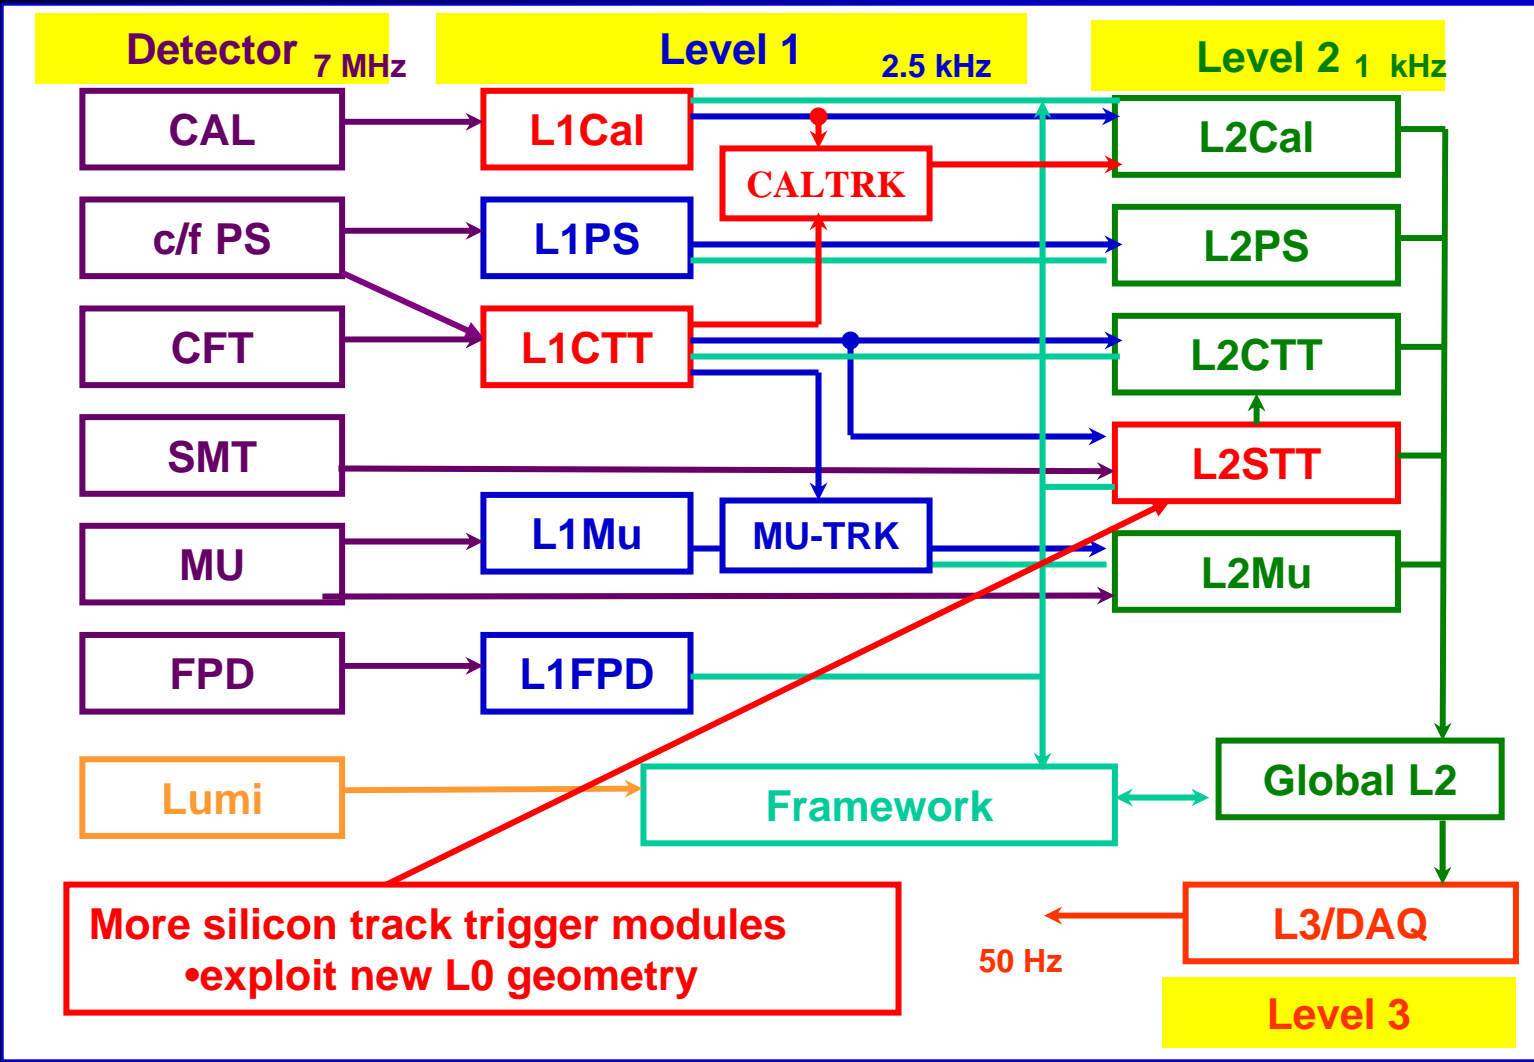 Detector 7 MHz
Level 1 2.5 kHz
Level 2 1 kHz
CAL
L1Cal
L2Cal
CALTRK
c/f PS
L1PS
L2PS
CFT
L1CTT
L2CTT
SMT
L2STT
MU
L1Mu
MU-TRK
L2Mu
FPD
L1FPD
Lumi
Framework
Global L2
More silicon track trigger modules
•exploit new L0 geometry
L3/DAQ
50 Hz
Level 3